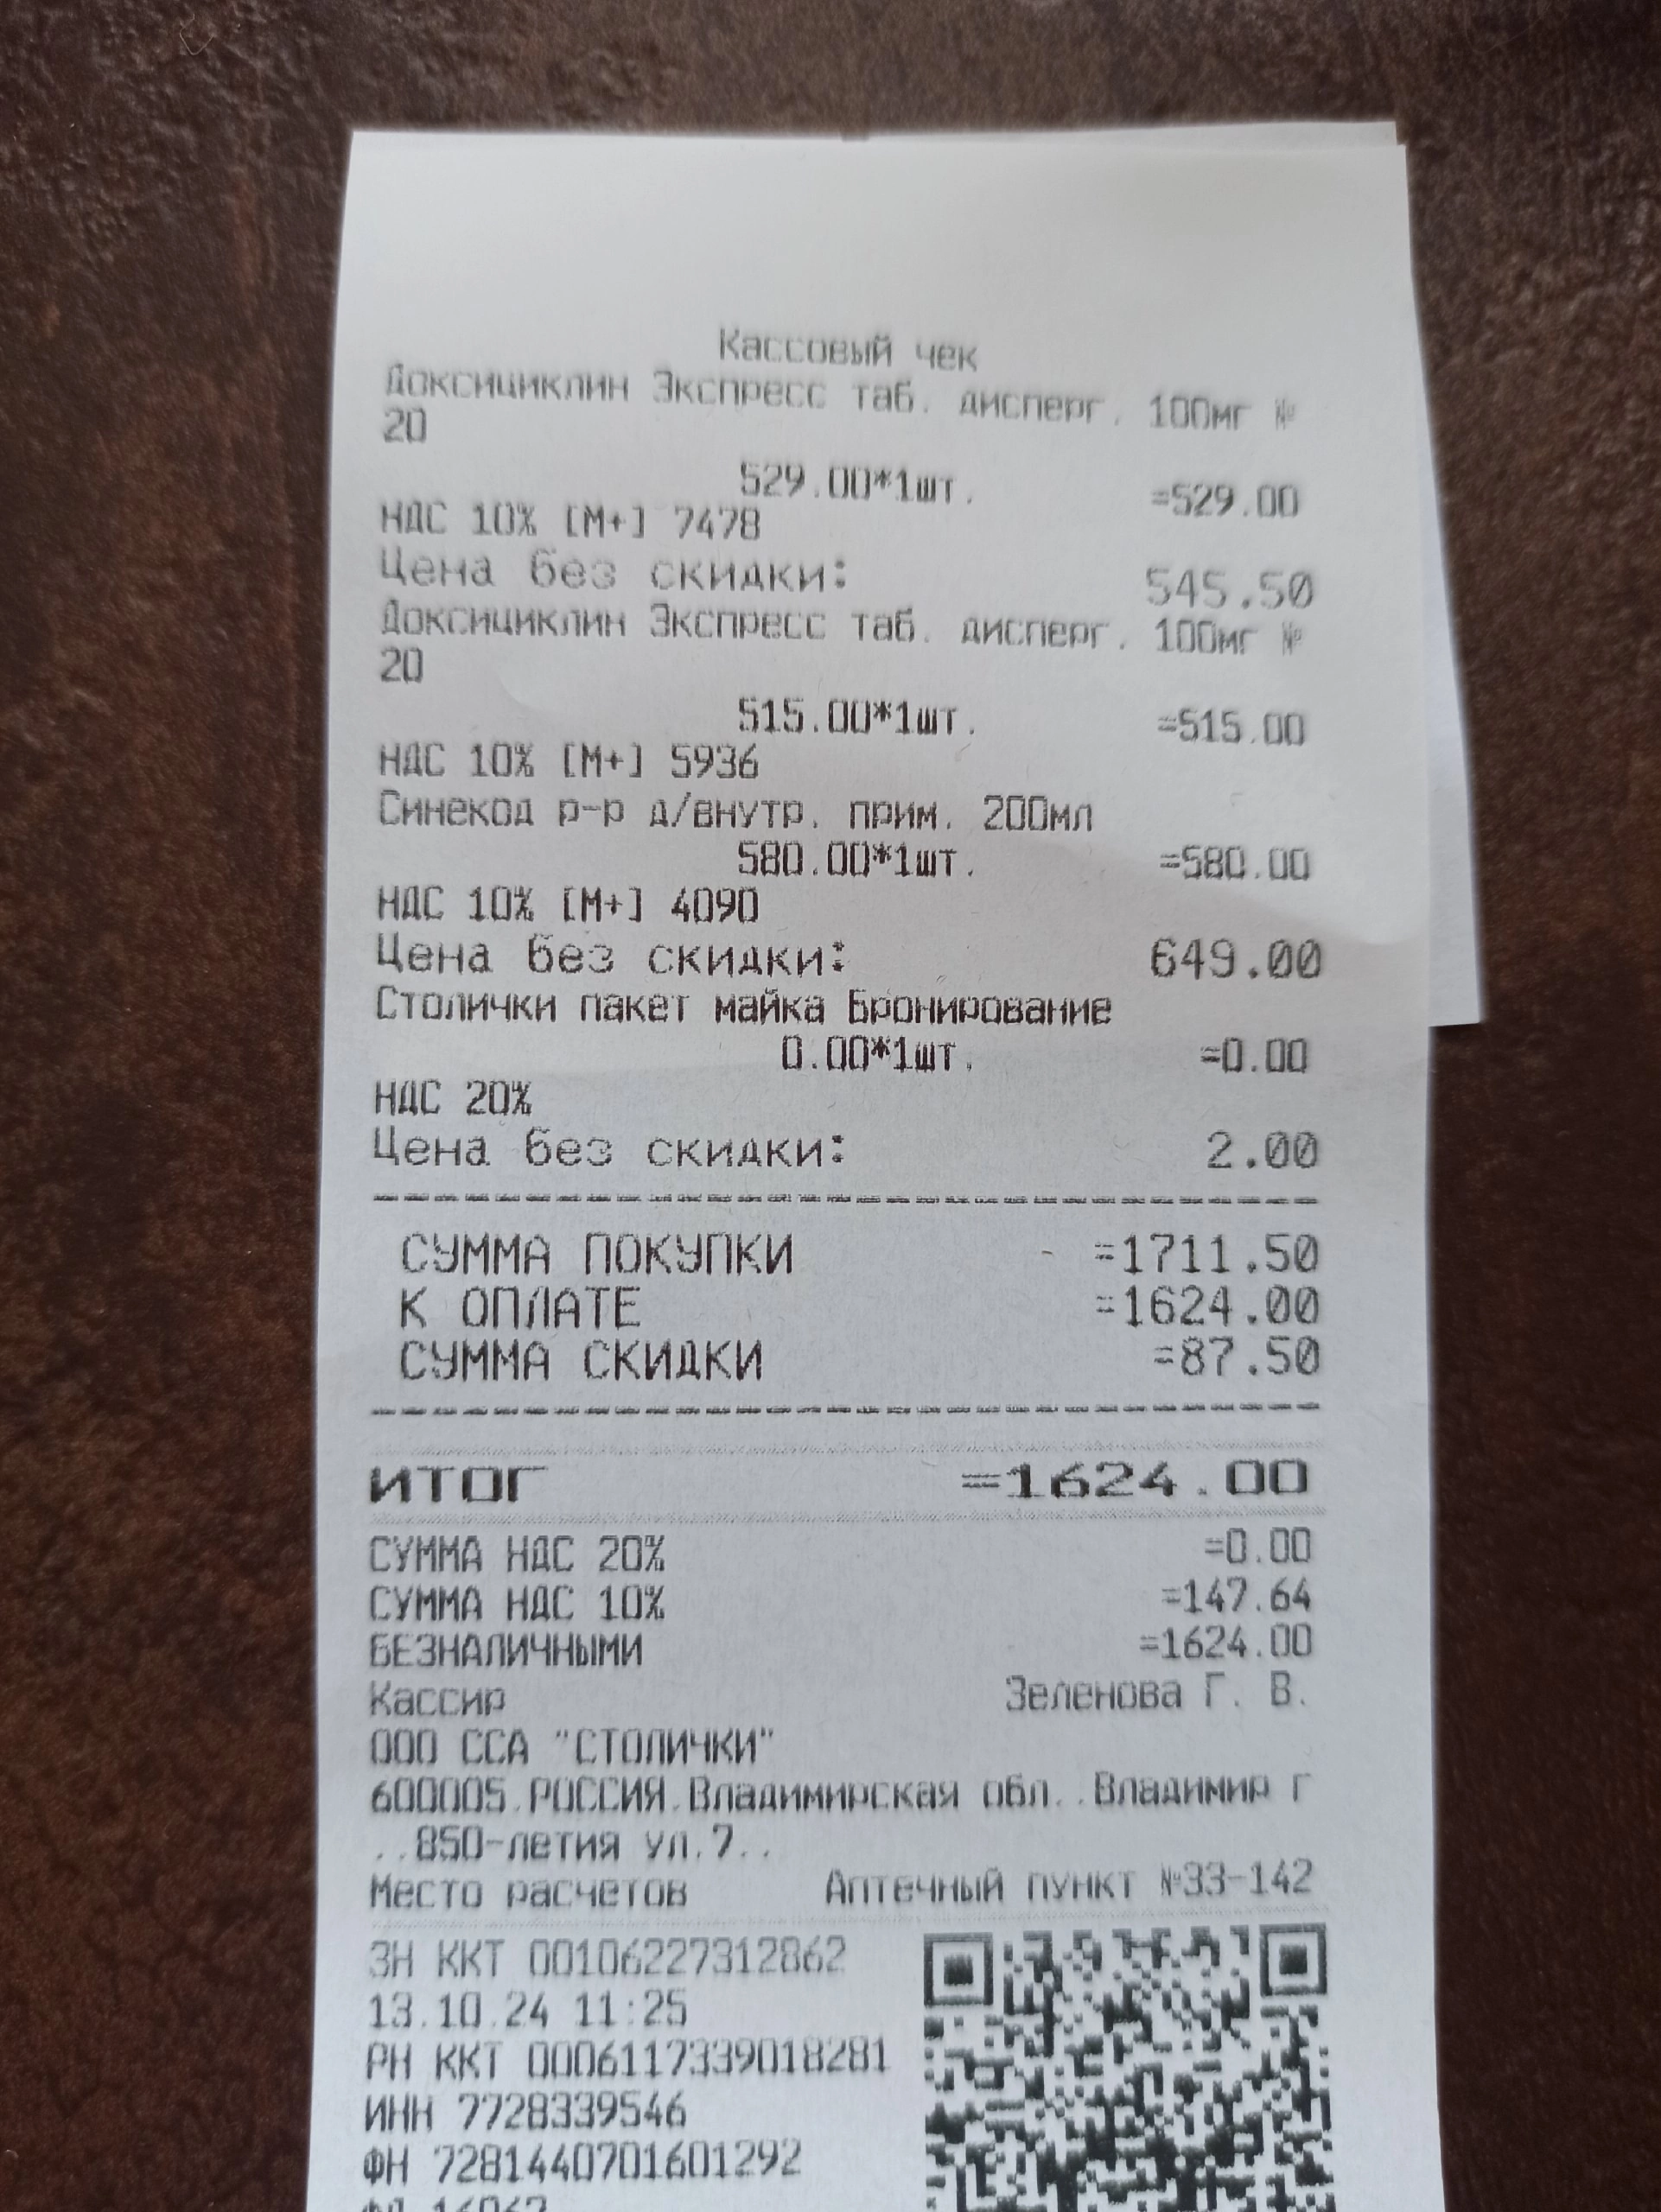 Кассовый чек
Доксициклин Экспресс таб. дисперг. 100мг №
20
529.00*1шт. =529.00
НДС 10% [М+] 7478
Цена без скидки: 545.50
Доксициклин Экспресс таб. дисперг. 100мг №
20
515.00*1шт. =515.00
НДС 10% [М+] 5936
Синекод р-р д/внутр. прим. 200мл
580.00*1шт. =580.00
НДС 10% [М+] 4090
Цена без скидки: 649.00
Столички пакет майка Бронирование
0.00*1шт. =0.00
НДС 20%
Цена без скидки: 2.00
СУММА ПОКУПКИ =1711.50
К ОПЛАТЕ =1624.00
СУММА СКИДКИ =87.50
ИТОГ =1624.00
СУММА НДС 20% =0.00
СУММА НДС 10% =147.64
БЕЗНАЛИЧНЫМИ =1624.00
Кассир Зеленова Г. В.
ООО ССА "СТОЛИЧКИ"
600005.РОССИЯ.Владимирская обл..Владимир г
..850-летия ул.7..
Место расчетов Аптечный пункт №33-142
ЗН ККТ 00106227312862
13.10.24 11:25
РН ККТ 0006117339018281
ИНН 7728339546
ФН 7281440701601292